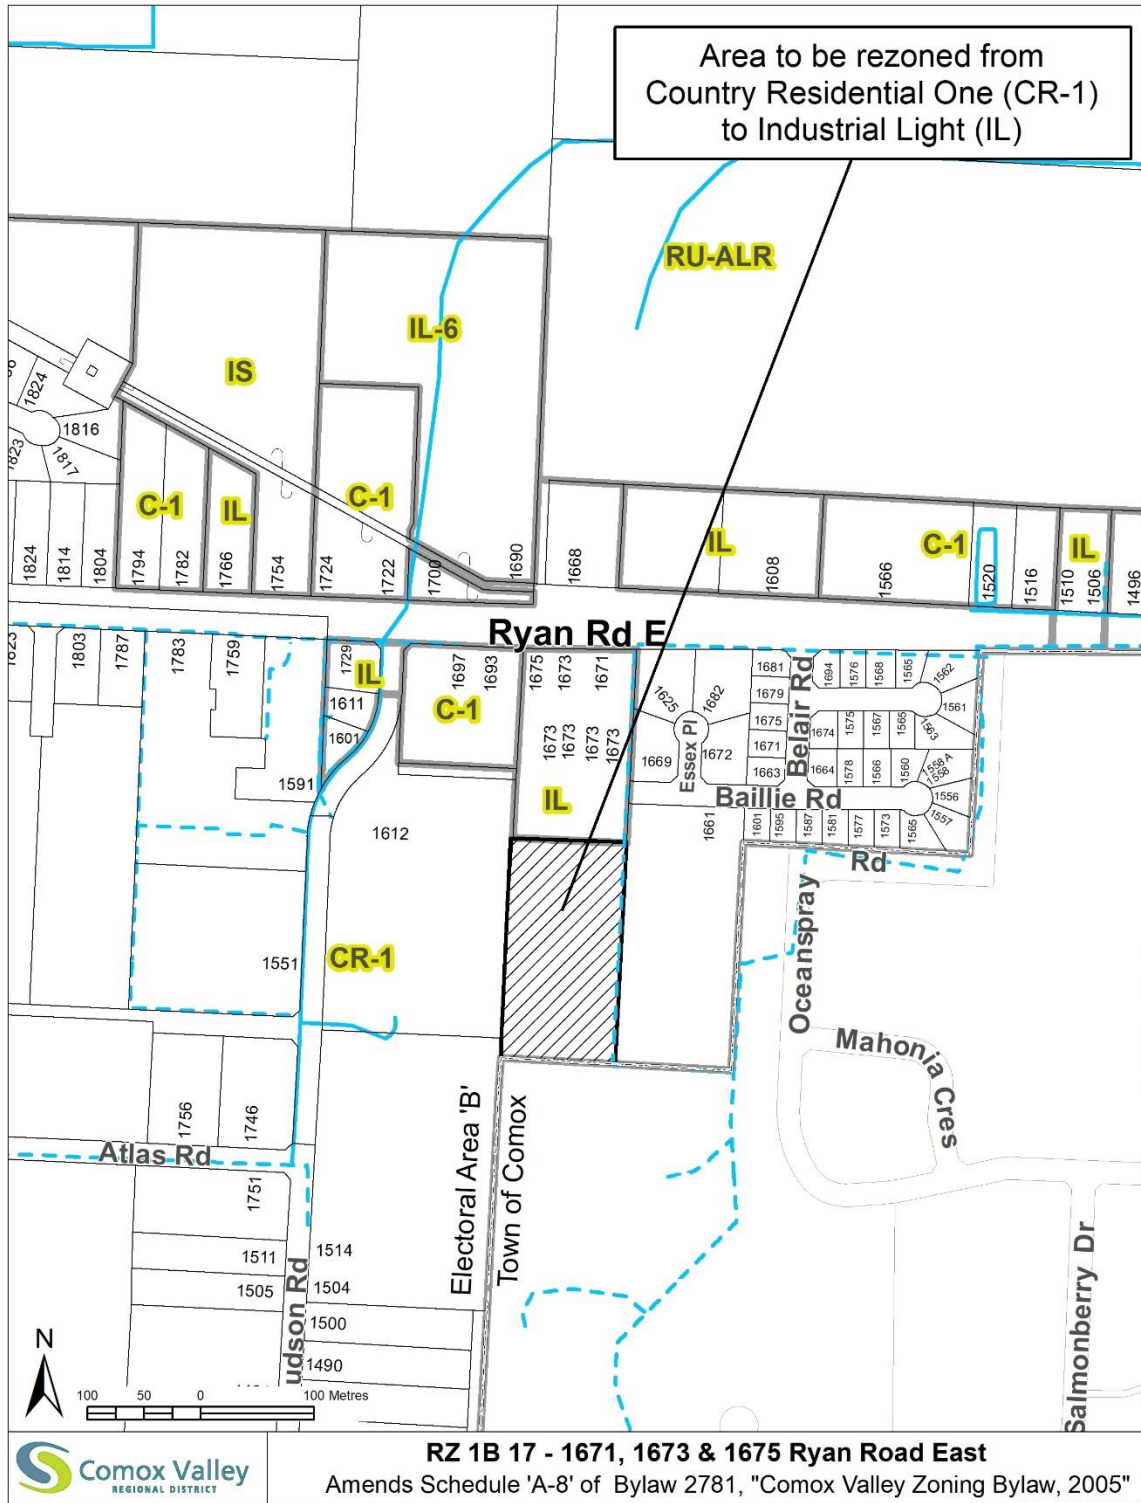 Area to be rezoned from
Country Residential One (CR-1)
to Industrial Light (IL)
RU-ALR
IL-6
IS
1824
1816
1823
1817
C-1
C-1
IL
IL
C-1
IL
1824
1814
1804
1794
1782
1766
1754
1724
1722
1700
1690
1668
1608
1566
1520
1516
1510
1506
1496
Ryan Rd E
1803
1787
1783
1759
1729
IL
1611
1601
1591
1697
1693
C-1
1675
1673
1671
1673
1673
1673
1673
IL
1625
1682
1669
1672
Essex Pl
1681
1679
1675
1671
1663
Belair Rd
1694
1576
1568
1565
1562
1561
1674
1575
1567
1565
1563
1664
1578
1566
1560
1558 A
1558
1556
1557
Baillie Rd
1661
1601
1595
1587
1581
1577
1573
1565
Rd
Oceanspray
1612
1551
CR-1
Mahonia Cres
1756
1746
Atlas Rd
1751
1511
1505
1514
1504
1500
1490
udson Rd
Electoral Area 'B'
Town of Comox
Salmonberry Dr
N
100 50 0 100 Metres
Comox Valley
REGIONAL DISTRICT
RZ 1B 17 - 1671, 1673 & 1675 Ryan Road East
Amends Schedule 'A-8' of Bylaw 2781, "Comox Valley Zoning Bylaw, 2005"